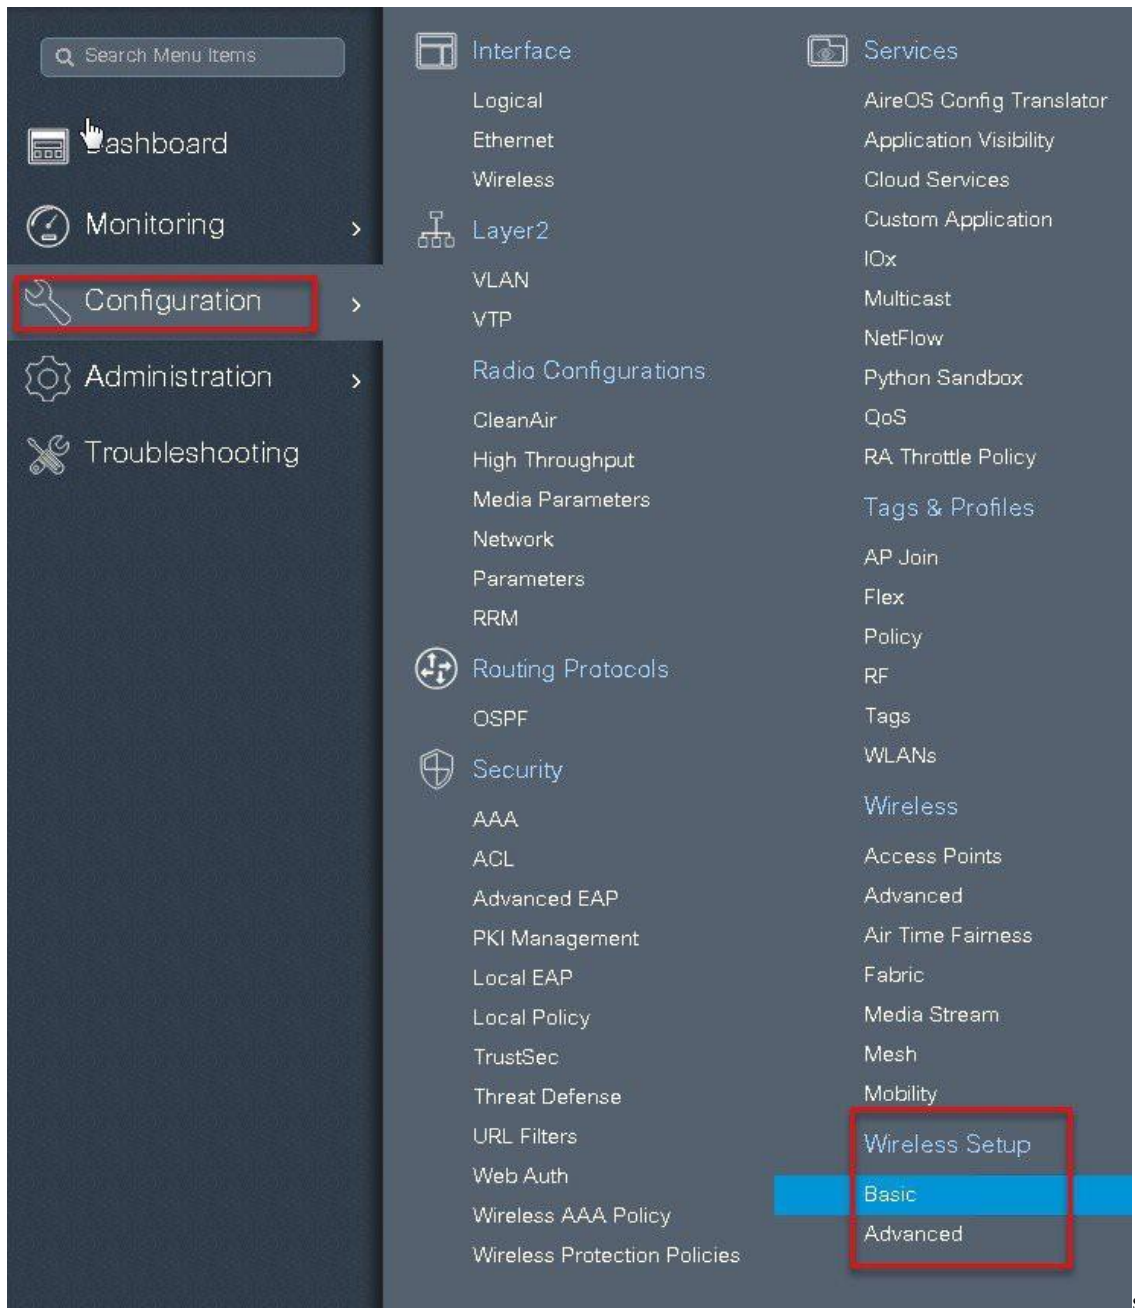 Search Menu Items
Dashboard
Monitoring
Configuration
Administration
Troubleshooting
Interface
Logical
Ethernet
Wireless
Layer2
VLAN
VTP
Radio Configurations
CleanAir
High Throughput
Media Parameters
Network
Parameters
RRM
Routing Protocols
OSPF
Security
AAA
ACL
Advanced EAP
PKI Management
Local EAP
Local Policy
TrustSec
Threat Defense
URL Filters
Web Auth
Wireless AAA Policy
Wireless Protection Policies
Services
AireOS Config Translator
Application Visibility
Cloud Services
Custom Application
IOx
Multicast
NetFlow
Python Sandbox
QoS
RA Throttle Policy
Tags & Profiles
AP Join
Flex
Policy
RF
Tags
WLANs
Wireless
Access Points
Advanced
Air Time Fairness
Fabric
Media Stream
Mesh
Mobility
Wireless Setup
Basic
Advanced